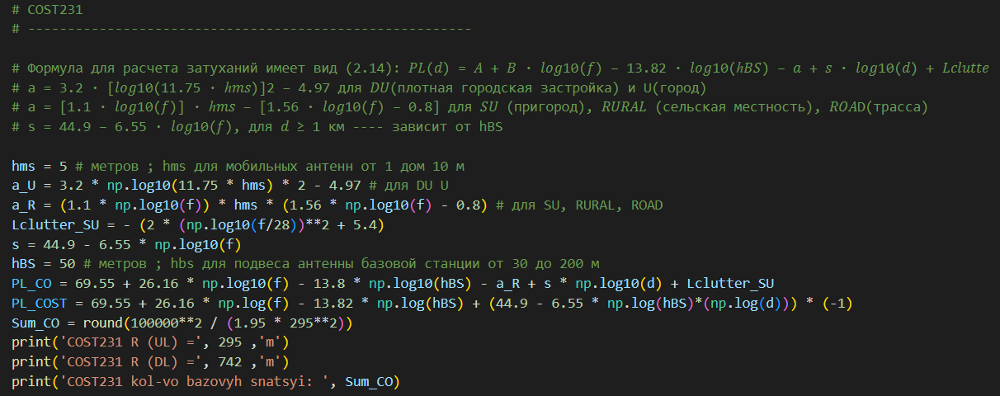 # COST231
# --------------------------------------------------------
# Формула для расчета затуханий имеет вид (2.14): 𝑃𝐿(𝑑) = 𝐴 + 𝐵 ∙ 𝑙𝑜𝑔10(𝑓) − 13.82 ∙ 𝑙𝑜𝑔10(ℎ𝐵𝑆) − 𝑎 + 𝑠 ∙ 𝑙𝑜𝑔10(𝑑) + 𝐿𝑐𝑙𝑢𝑡𝑡𝑒
# a = 3.2 ∙ [𝑙𝑜𝑔10(11.75 ∙ ℎ𝑚𝑠)]2 − 4.97 для 𝐷𝑈(плотная городская застройка) и U(город)
# a = [1.1 ∙ 𝑙𝑜𝑔10(𝑓)] ∙ ℎ𝑚𝑠 − [1.56 ∙ 𝑙𝑜𝑔10(𝑓) − 0.8] для 𝑆𝑈 (пригород), 𝑅𝑈𝑅𝐴𝐿 (сельская местность), 𝑅𝑂𝐴D(трасса)
# s = 44.9 − 6.55 ∙ 𝑙𝑜𝑔10(𝑓), для 𝑑 ≥ 1 км ---- зависит от hBS
hms = 5 # метров ; hms для мобильных антенн от 1 дом 10 м
a_U = 3.2 * np.log10(11.75 * hms) * 2 - 4.97 # для DU U
a_R = (1.1 * np.log10(f)) * hms * (1.56 * np.log10(f) - 0.8) # для SU, RURAL, ROAD
Lclutter_SU = - (2 * (np.log10(f/28))**2 + 5.4)
s = 44.9 - 6.55 * np.log10(f)
hBS = 50 # метров ; hbs для подвеса антенны базовой станции от 30 до 200 м
PL_CO = 69.55 + 26.16 * np.log10(f) - 13.8 * np.log10(hBS) - a_R + s * np.log10(d) + Lclutter_SU
PL_COST = 69.55 + 26.16 * np.log(f) - 13.82 * np.log(hBS) + (44.9 - 6.55 * np.log(hBS)*(np.log(d))) * (-1)
Sum_CO = round(100000**2 / (1.95 * 295**2))
print('COST231 R (UL) =', 295 ,'m')
print('COST231 R (DL) =', 742 ,'m')
print('COST231 kol-vo bazovyh snatsyi: ', Sum_CO)